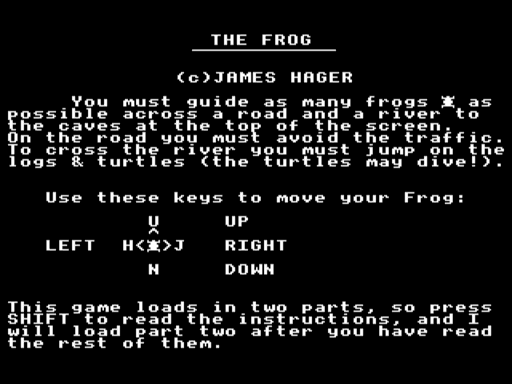 THE FROG
(c)JAMES HAGER
You must guide as many frogs as
possible across a road and a river to
the caves at the top of the screen.
On the road you must avoid the traffic.
To cross the river you must jump on the
logs & turtles (the turtles may dive!).
Use these keys to move your Frog:
U UP
^
LEFT H< >J RIGHT
N DOWN
This game loads in two parts, so press
SHIFT to read the instructions, and I
will load part two after you have read
the rest of them.